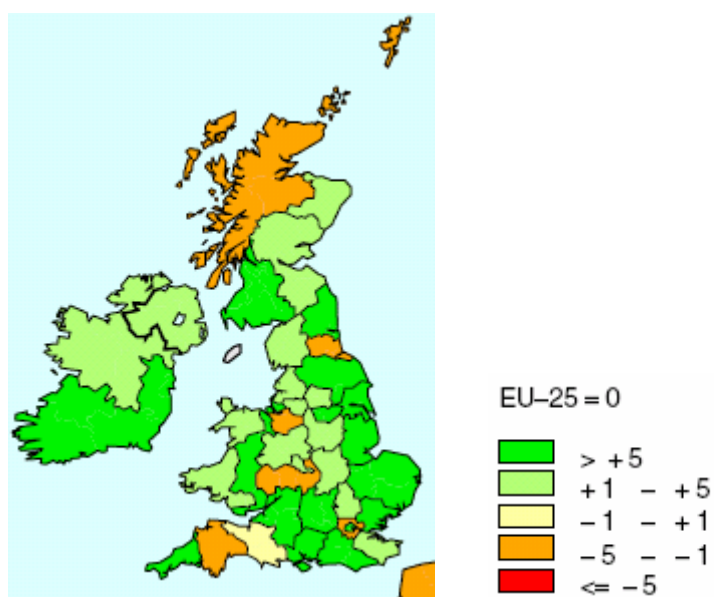 EU–25 = 0
> +5
+1 – +5
–1 – +1
–5 – –1
<= –5